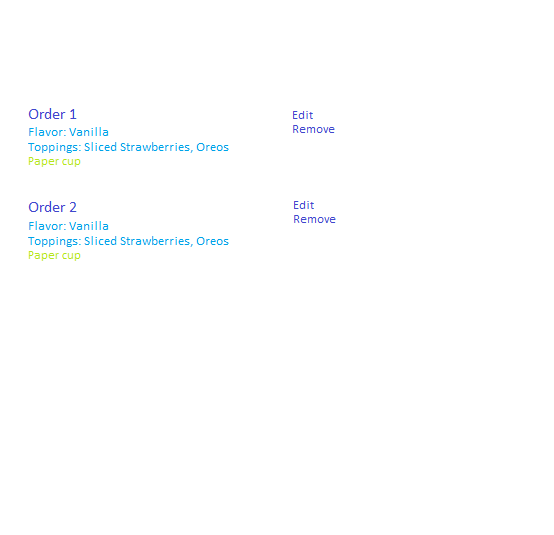 Order 1
Flavor: Vanilla
Toppings: Sliced Strawberries, Oreos
Paper cup
Edit
Remove
Order 2
Flavor: Vanilla
Toppings: Sliced Strawberries, Oreos
Paper cup
Edit
Remove